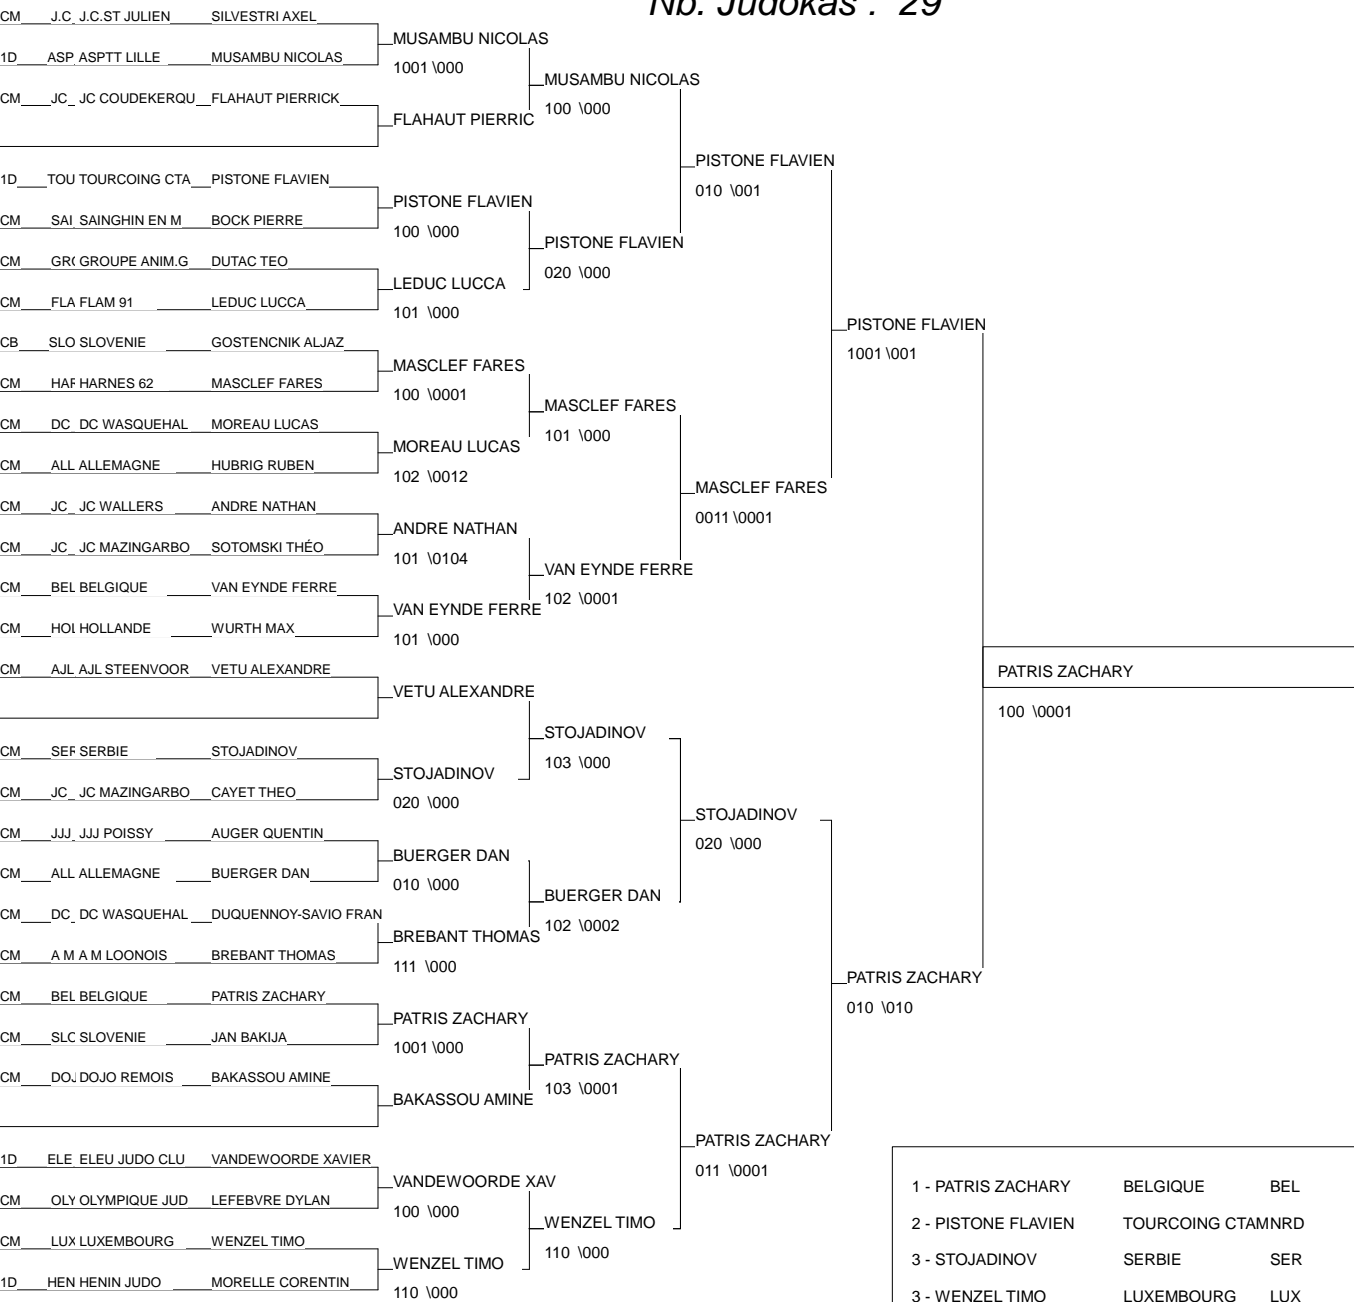 Nb. Judokas : 29
CM J.C J.C.ST JULIEN SILVESTRI AXEL
MUSAMBU NICOLAS
1D ASP ASPTT LILLE MUSAMBU NICOLAS
1001 \000
MUSAMBU NICOLAS
CM JC_ JC COUDEKERQU FLAHAUT PIERRICK
100 \000
FLAHAUT PIERRIC
PISTONE FLAVIEN
1D TOU TOURCOING CTA PISTONE FLAVIEN
010 \001
PISTONE FLAVIEN
CM SAI SAINGHIN EN M BOCK PIERRE
100 \000
PISTONE FLAVIEN
CM GR( GROUPE ANIM.G DUTAC TEO
020 \000
LEDUC LUCCA
CM FLA FLAM 91 LEDUC LUCCA
101 \000
PISTONE FLAVIEN
CB SLO SLOVENIE GOSTENCNIK ALJAZ
1001 \001
MASCLEF FARES
CM HAF HARNES 62 MASCLEF FARES
100 \0001
MASCLEF FARES
CM DC_ DC WASQUEHAL MOREAU LUCAS
101 \000
MOREAU LUCAS
CM ALL ALLEMAGNE HUBRIG RUBEN
102 \0012
MASCLEF FARES
CM JC_ JC WALLERS ANDRE NATHAN
0011 \0001
ANDRE NATHAN
CM JC_ JC MAZINGARBO SOTOMSKI THÉO
101 \0104
VAN EYNDE FERRE
CM BEL BELGIQUE VAN EYNDE FERRE
102 \0001
VAN EYNDE FERRE
CM HOI HOLLANDE WURTH MAX
101 \000
CM AJL AJL STEENVOOR VETU ALEXANDRE
PATRIS ZACHARY
VETU ALEXANDRE
100 \0001
STOJADINOV
CM SEF SERBIE STOJADINOV
103 \000
STOJADINOV
CM JC_ JC MAZINGARBO CAYET THEO
020 \000
STOJADINOV
CM JJJ JJJ POISSY AUGER QUENTIN
020 \000
BUERGER DAN
CM ALL ALLEMAGNE BUERGER DAN
010 \000
BUERGER DAN
CM DC_ DC WASQUEHAL DUQUENNOY-SAVIO FRAN
102 \0002
BREBANT THOMAS
CM A M A M LOONOIS BREBANT THOMAS
111 \000
PATRIS ZACHARY
CM BEL BELGIQUE PATRIS ZACHARY
010 \010
PATRIS ZACHARY
CM SLC SLOVENIE JAN BAKIJA
1001 \000
PATRIS ZACHARY
CM DOJ DOJO REMOIS BAKASSOU AMINE
103 \0001
BAKASSOU AMINE
PATRIS ZACHARY
1D ELE ELEU JUDO CLU VANDEWOORDE XAVIER
011 \0001
VANDEWOORDE XAV
CM OLY OLYMPIQUE JUD LEFEBVRE DYLAN
100 \000
WENZEL TIMO
CM LUX LUXEMBOURG WENZEL TIMO
110 \000
WENZEL TIMO
1D HEN HENIN JUDO MORELLE CORENTIN
110 \000
1 - PATRIS ZACHARY BELGIQUE BEL
2 - PISTONE FLAVIEN TOURCOING CTAMNRD
3 - STOJADINOV SERBIE SER
3 - WENZEL TIMO LUXEMBOURG LUX